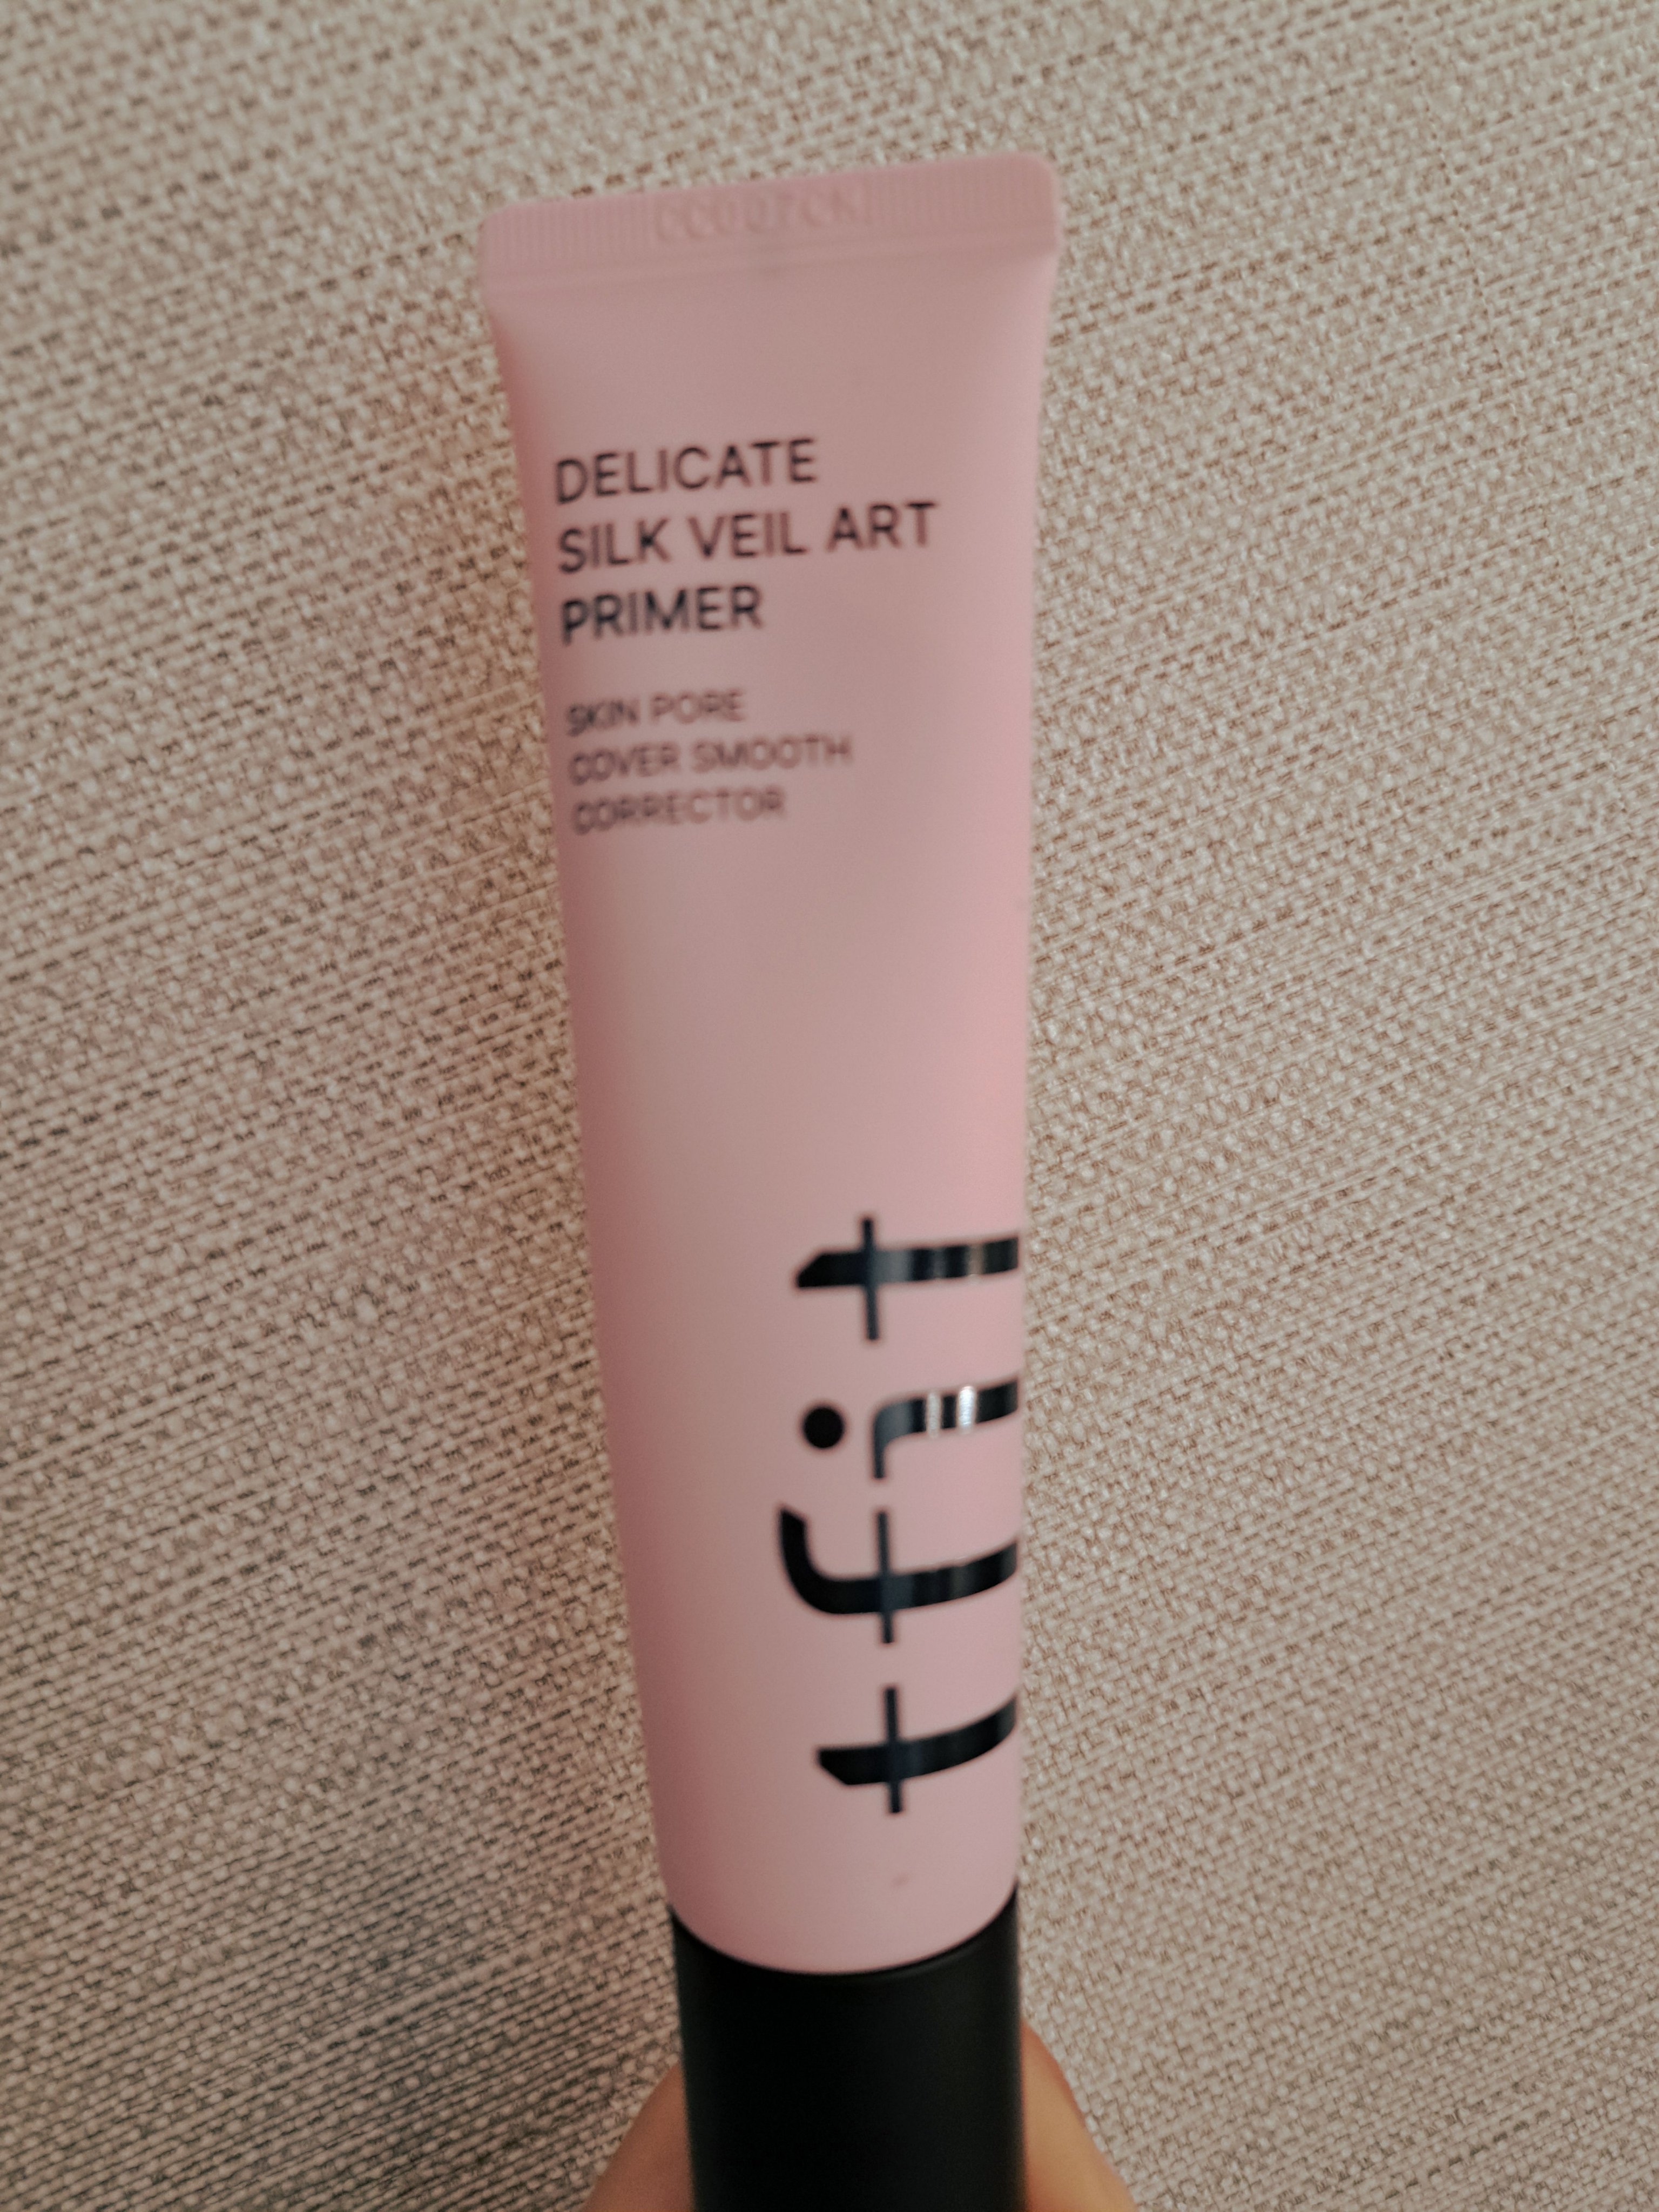 DELICATE
SILK VEIL ART
PRIMER
SKIN PORE
COVER SMOOTH
CORRECTOR
tfit